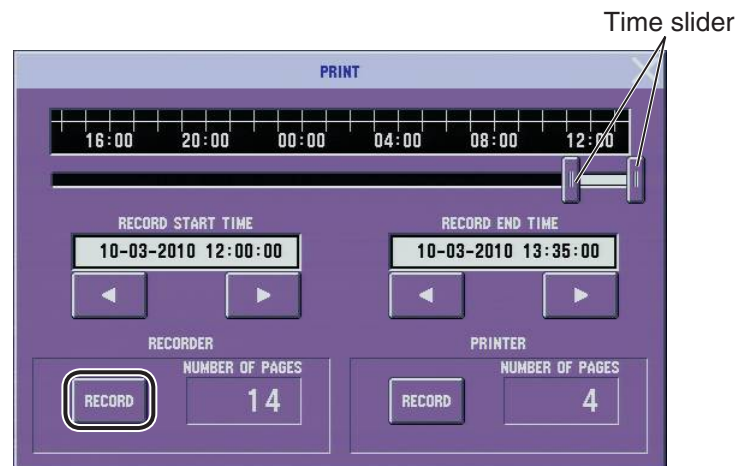 Time slider
PRINT
16:00 20:00 00:00 04:00 08:00 12:00
RECORD START TIME RECORD END TIME
10-03-2010 12:00:00 10-03-2010 13:35:00
RECORDER PRINTER
NUMBER OF PAGES NUMBER OF PAGES
RECORD 14 RECORD 4